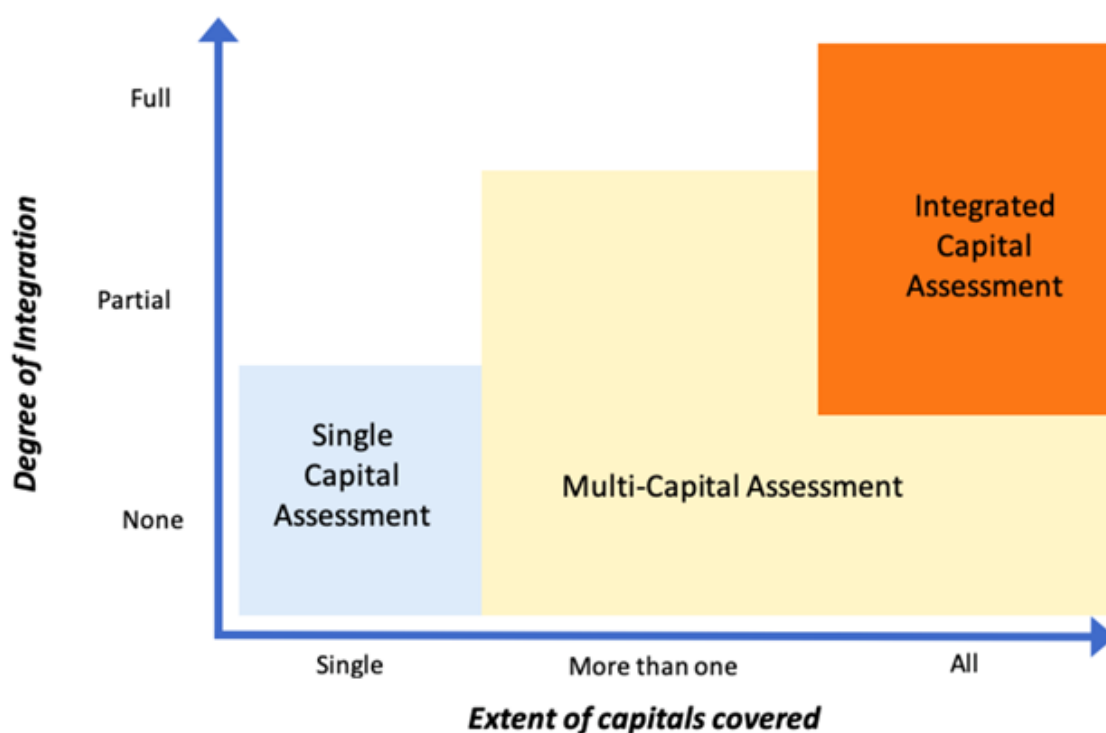 Full
Integrated
Capital
Assessment
Degree of Integration
Partial
Single
Capital
Assessment
Multi-Capital Assessment
None
Single
More than one
All
Extent of capitals covered